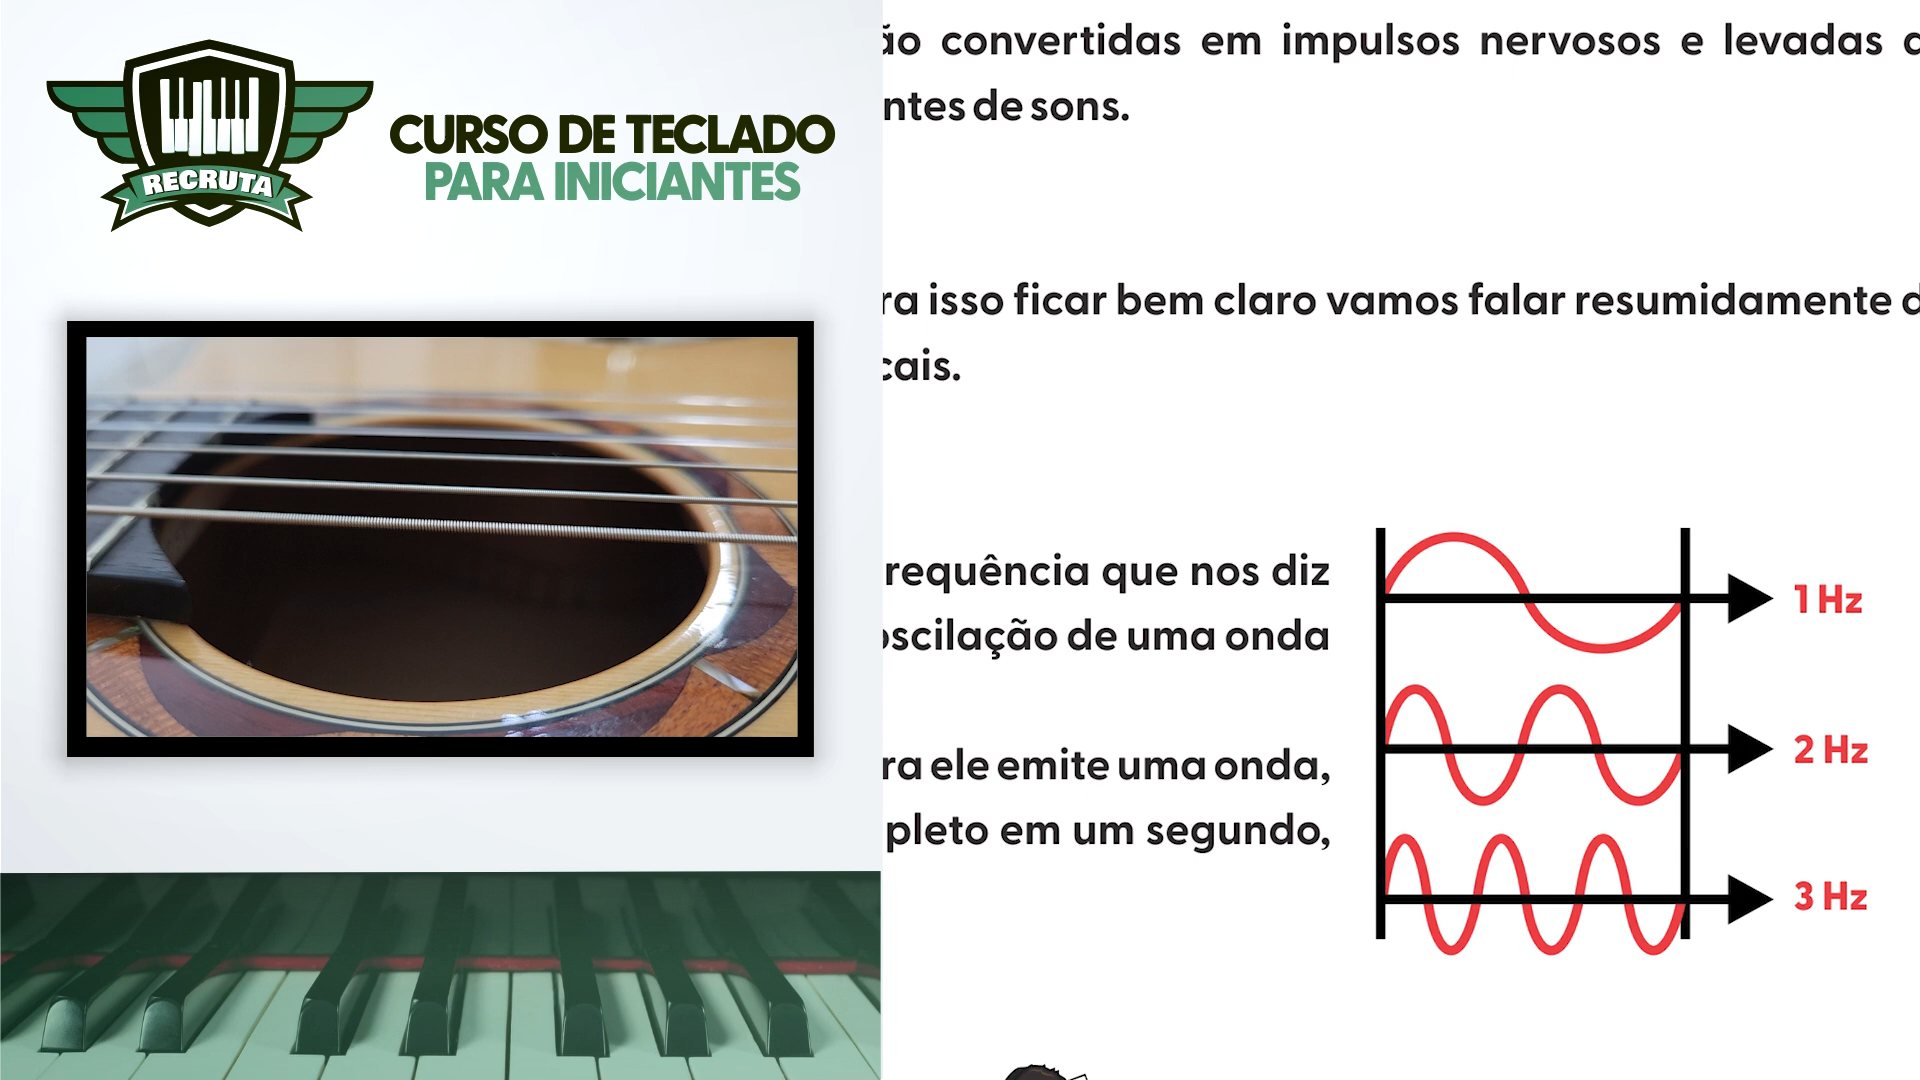 RECRUTA
CURSO DE TECLADO
PARA INICIANTES
ão convertidas em impulsos nervosos e levadas
ntes de sons.
ra isso ficar bem claro vamos falar resumidamente d
cais.
requência que nos diz
oscilação de uma onda
ra ele emite uma onda,
pleto em um segundo,
1 Hz
2 Hz
3 Hz